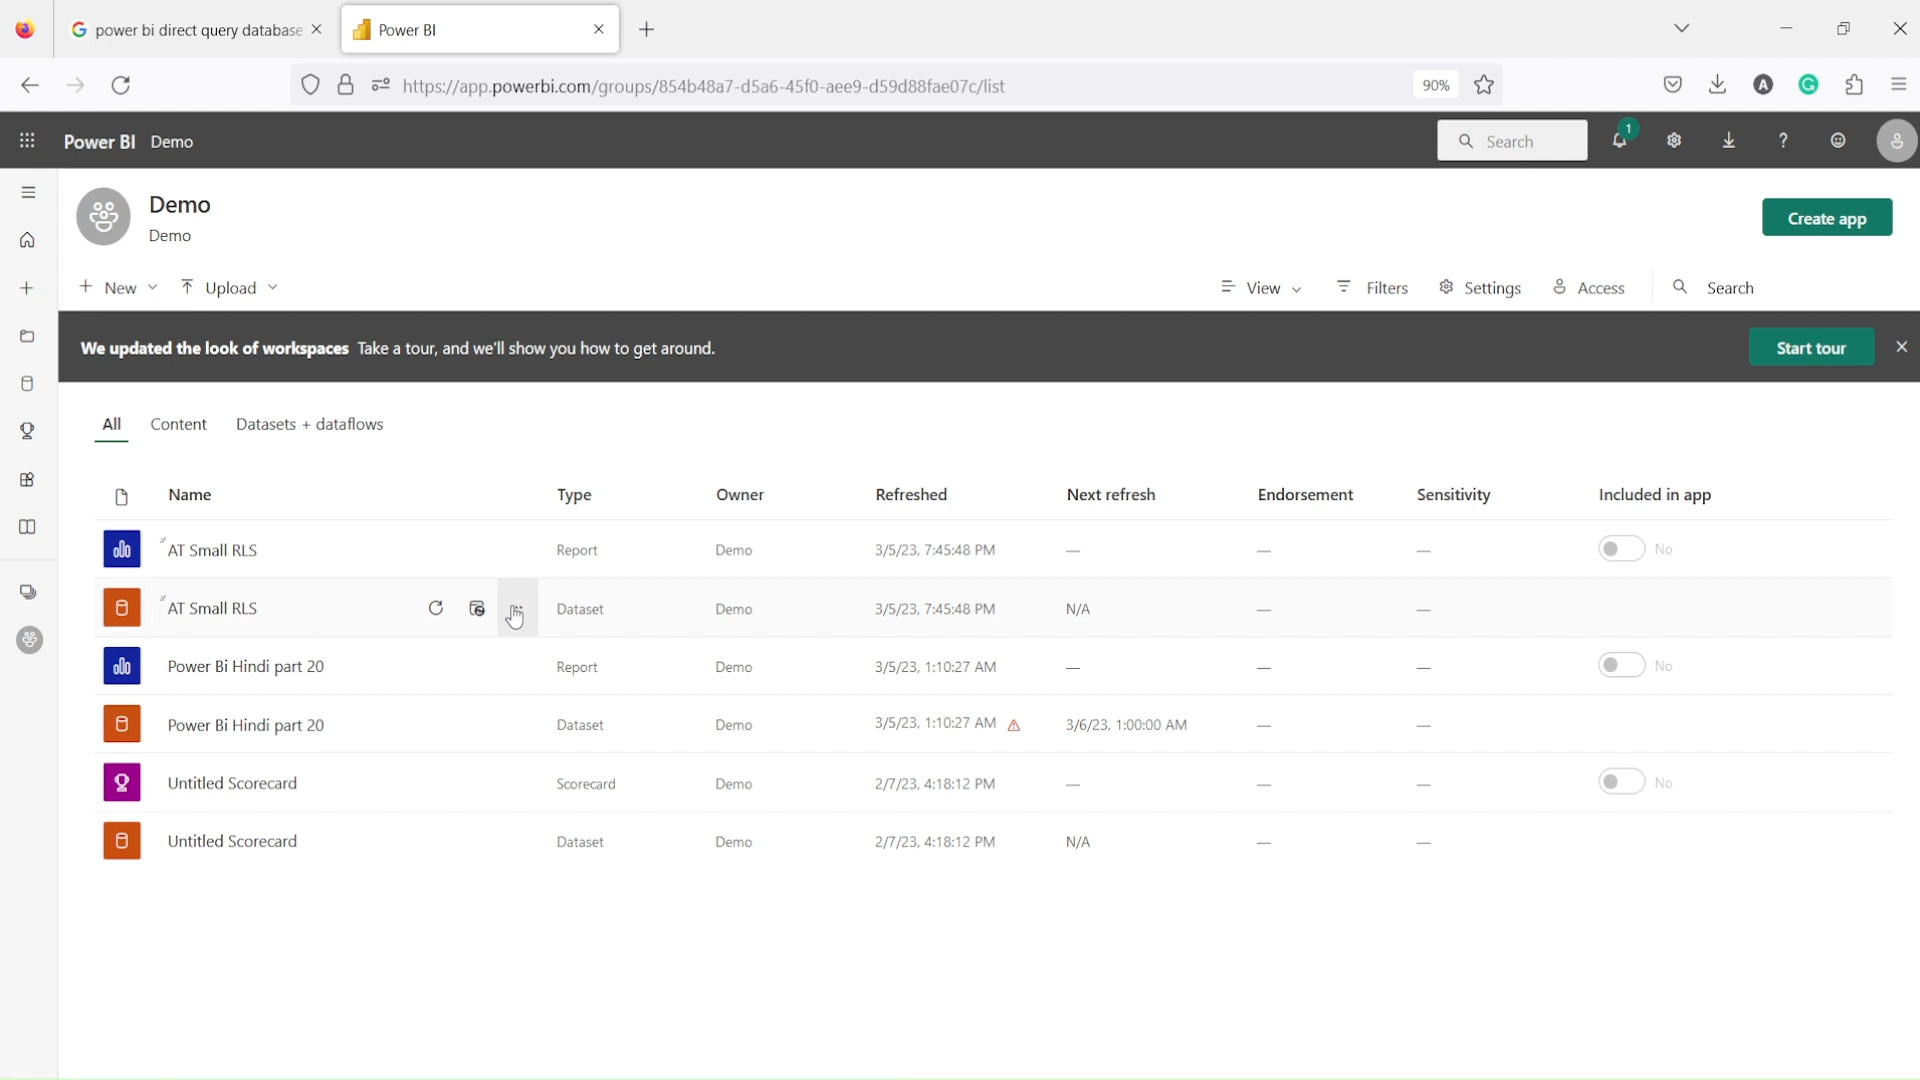 power bi direct query database
Power BI
https://app.powerbi.com/groups/854b48a7-d5a6-45f0-aee9-d59d88fae07c/list
90%
A
G
Power BI Demo
Search
1
?
Demo
Demo
Create app
New
Upload
View
Filters
Settings
Access
Search
We updated the look of workspaces Take a tour, and we'll show you how to get around.
Start tour
All Content Datasets + dataflows
Name Type Owner Refreshed Next refresh Endorsement Sensitivity Included in app
AT Small RLS Report Demo 3/5/23, 7:45:48 PM — — — No
AT Small RLS Dataset Demo 3/5/23, 7:45:48 PM N/A — —
Power Bi Hindi part 20 Report Demo 3/5/23, 1:10:27 AM — — — No
Power Bi Hindi part 20 Dataset Demo 3/5/23, 1:10:27 AM 3/6/23, 1:00:00 AM — —
Untitled Scorecard Scorecard Demo 2/7/23, 4:18:12 PM — — — No
Untitled Scorecard Dataset Demo 2/7/23, 4:18:12 PM N/A — —